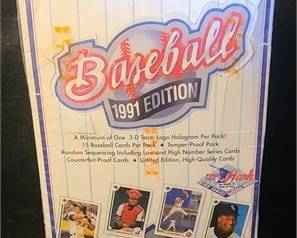 Baseball
1991 EDITION
A Minimum of One 3-D Team Logo Hologram Per Pack!
15 Baseball Cards Per Pack • Tamper-Proof Pack
Random Sequencing Including Low and High Number Series Cards
Counterfeit-Proof Cards • Limited Edition, High-Quality Cards
Hank